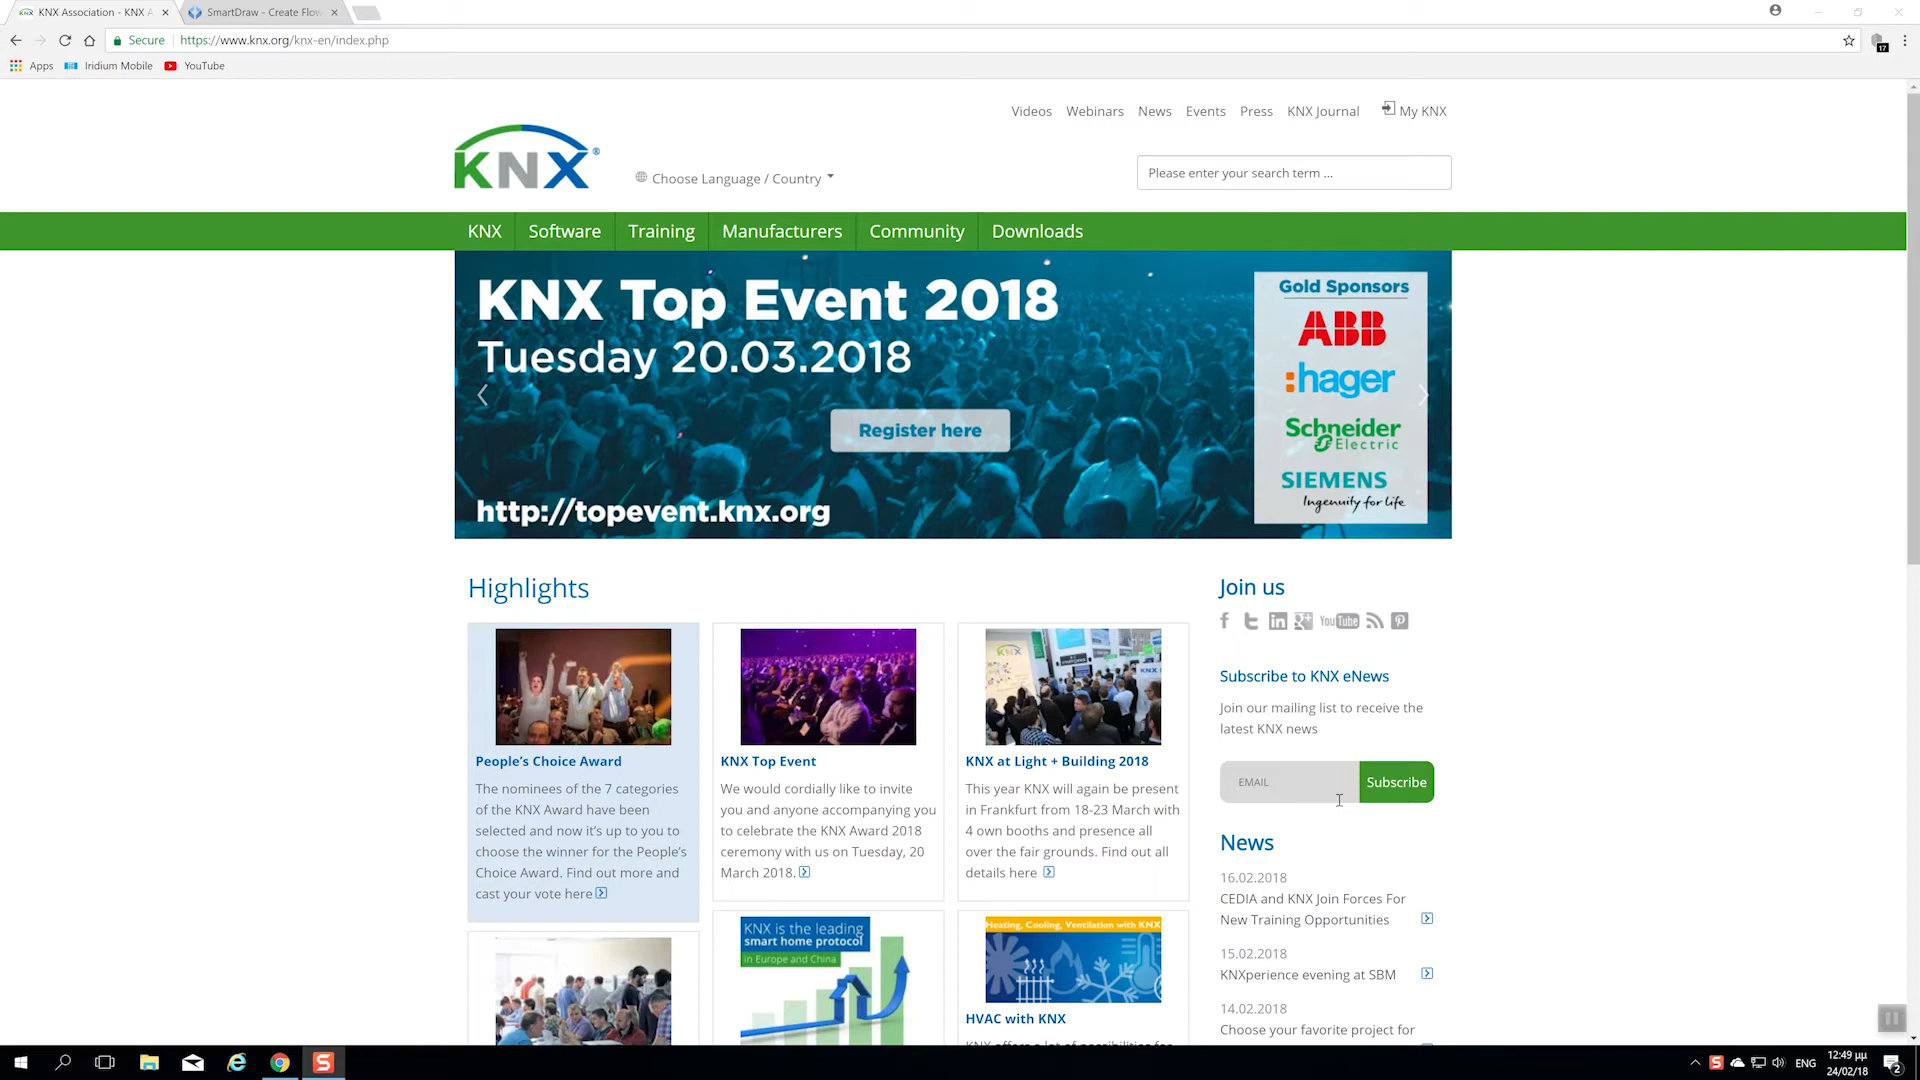 KNX Association - KNX A
SmartDraw - Create Flow
Secure
https://www.knx.org/knx-en/index.php
17
Apps
Iridium Mobile
YouTube
Videos
Webinars
News
Events
Press
KNX Journal
My KNX
KNX®
Choose Language / Country
Please enter your search term ...
KNX
Software
Training
Manufacturers
Community
Downloads
KNX Top Event 2018
Tuesday 20.03.2018
Register here
http://topevent.knx.org
Gold Sponsors
ABB
:hager
Schneider
Electric
SIEMENS
Ingenuity for life
Highlights
People's Choice Award
The nominees of the 7 categories
of the KNX Award have been
selected and now it's up to you to
choose the winner for the People's
Choice Award. Find out more and
cast your vote here
KNX Top Event
We would cordially like to invite
you and anyone accompanying you
to celebrate the KNX Award 2018
ceremony with us on Tuesday, 20
March 2018.
KNX
KNX
KNX at Light + Building 2018
This year KNX will again be present
in Frankfurt from 18-23 March with
4 own booths and presence all
over the fair grounds. Find out all
details here
KNX is the leading
smart home protocol
in Europe and China
Heating, Cooling, Ventilation with KNX
HVAC with KNX
KNX offers a lot of possibilities for
Join us
YouTube
Subscribe to KNX eNews
Join our mailing list to receive the
latest KNX news
EMAIL
Subscribe
News
16.02.2018
CEDIA and KNX Join Forces For
New Training Opportunities
15.02.2018
KNXperience evening at SBM
14.02.2018
Choose your favorite project for
ENG
12:49 μμ
24/02/18
2